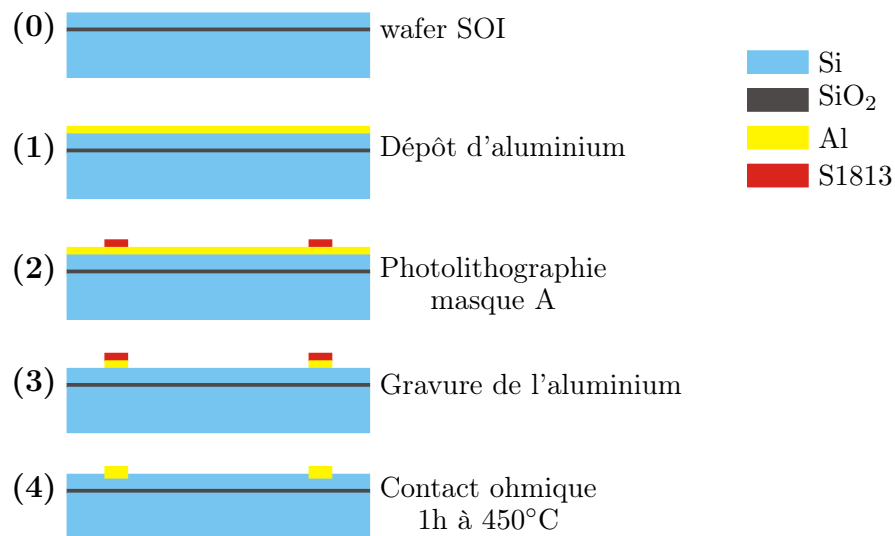 (0) wafer SOI
(1) Dépôt d'aluminium
(2) Photolithographie
masque A
(3) Gravure de l'aluminium
(4) Contact ohmique
1h à 450°C
Si
SiO₂
Al
S1813